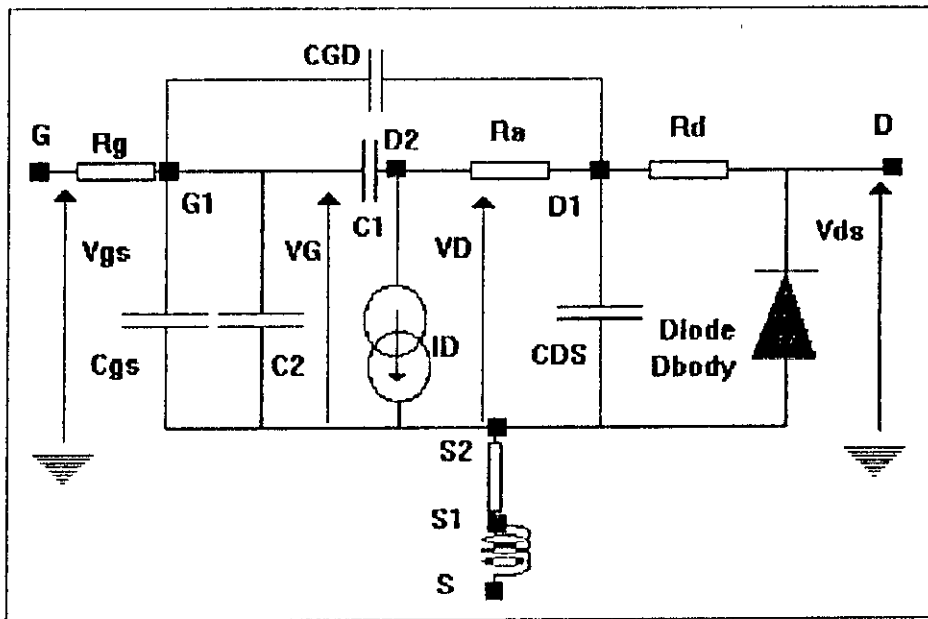 CGD
G
Rg
D2
Ra
Rd
D
G1
C1
D1
Vgs
VG
VD
Vds
Cgs
C2
ID
CDS
Diode
Dbody
S2
S1
S